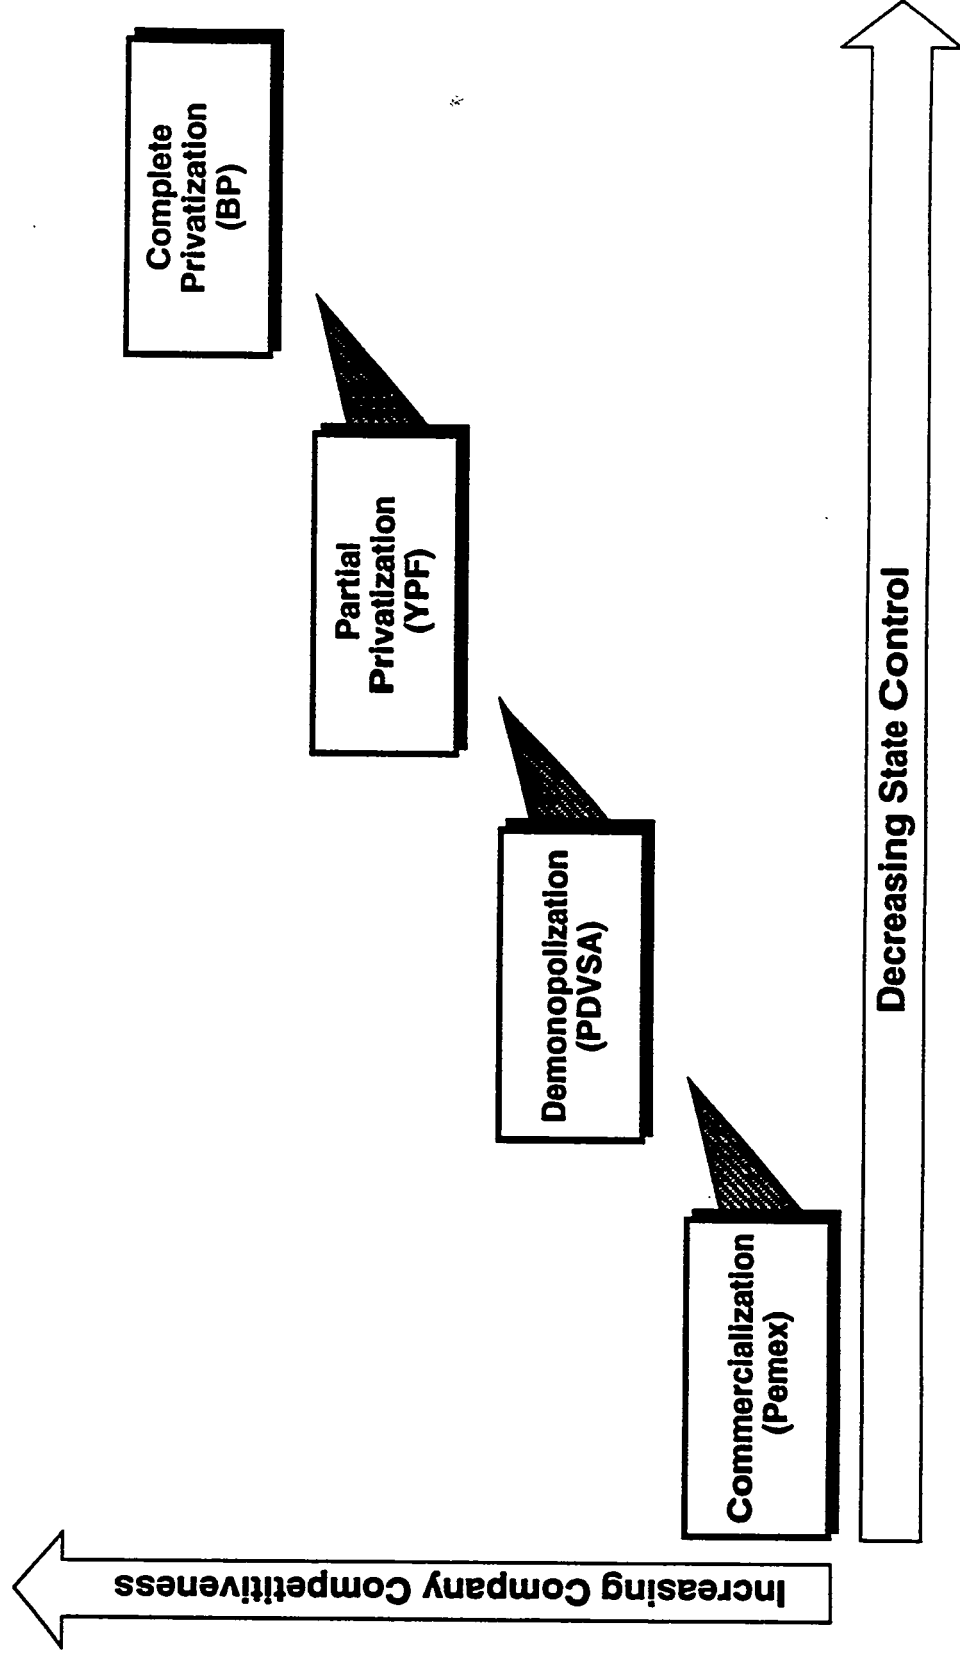 Increasing Company Competitiveness
Complete
Privatization
(BP)
Partial
Privatization
(YPF)
Demonopolization
(PDVSA)
Commercialization
(Pemex)
Decreasing State Control